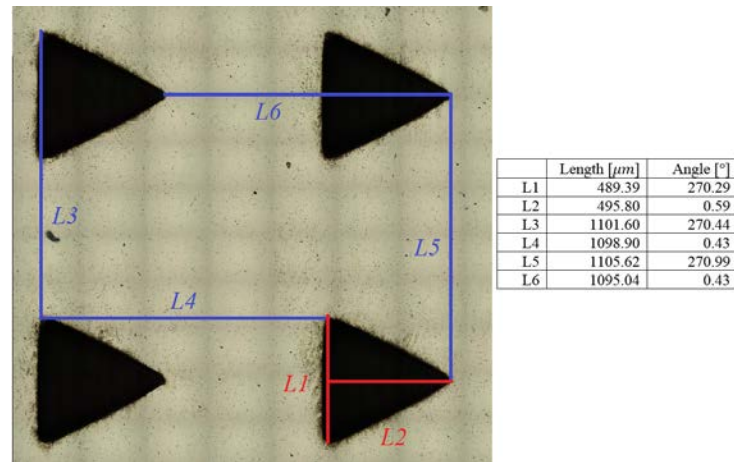 L6
L3
L5
L4
L1
L2
Length [μm] Angle [°]
L1 489.39 270.29
L2 495.80 0.59
L3 1101.60 270.44
L4 1098.90 0.43
L5 1105.62 270.99
L6 1095.04 0.43